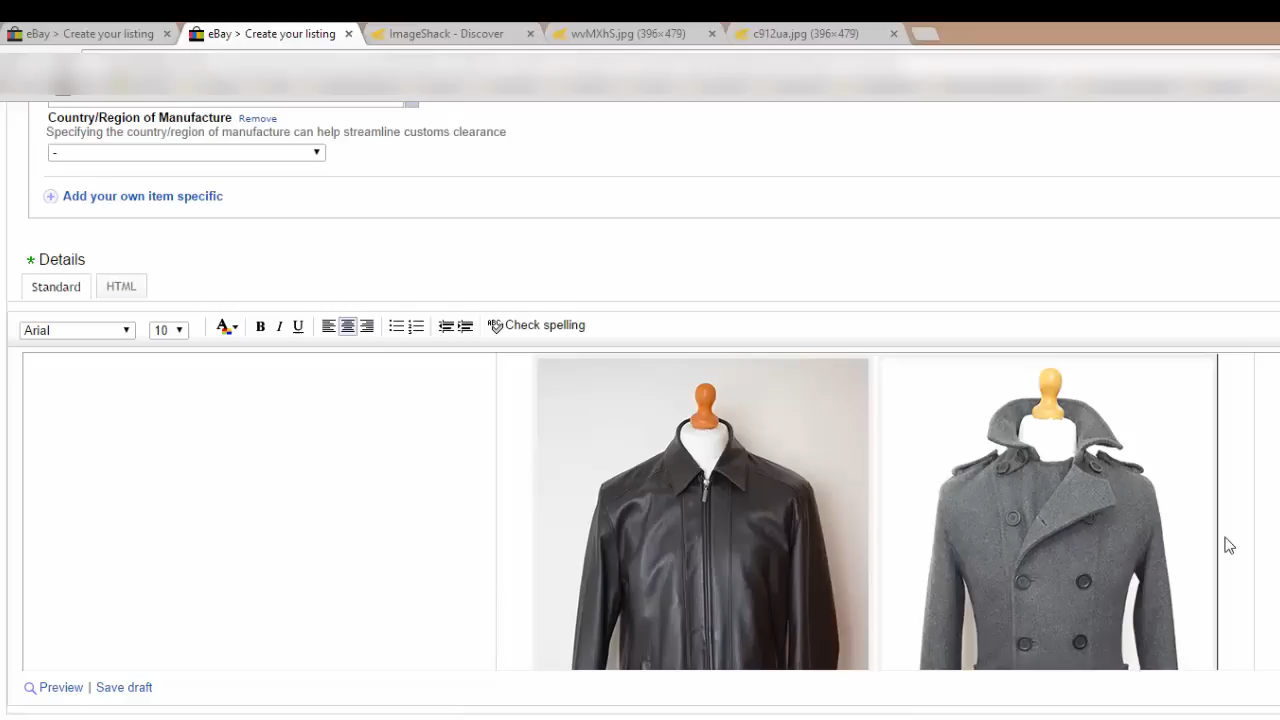 eBay > Create your listing × eBay > Create your listing × ImageShack - Discover × wvMXhS.jpg (396×479) × c912ua.jpg (396×479) ×
Country/Region of Manufacture Remove
Specifying the country/region of manufacture can help streamline customs clearance
-
Add your own item specific
* Details
Standard HTML
Arial 10 A B I U Check spelling
Preview | Save draft